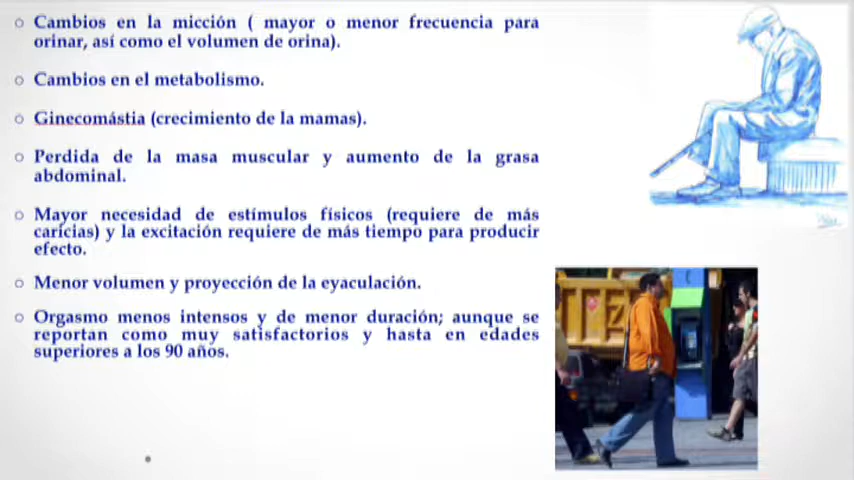 Cambios en la micción ( mayor o menor frecuencia para
orinar, así como el volumen de orina).
Cambios en el metabolismo.
Ginecomástia (crecimiento de la mamas).
Perdida de la masa muscular y aumento de la grasa
abdominal.
Mayor necesidad de estímulos físicos (requiere de más
caricias) y la excitación requiere de más tiempo para producir
efecto.
Menor volumen y proyección de la eyaculación.
Orgasmo menos intensos y de menor duración; aunque se
reportan como muy satisfactorios y hasta en edades
superiores a los 90 años.